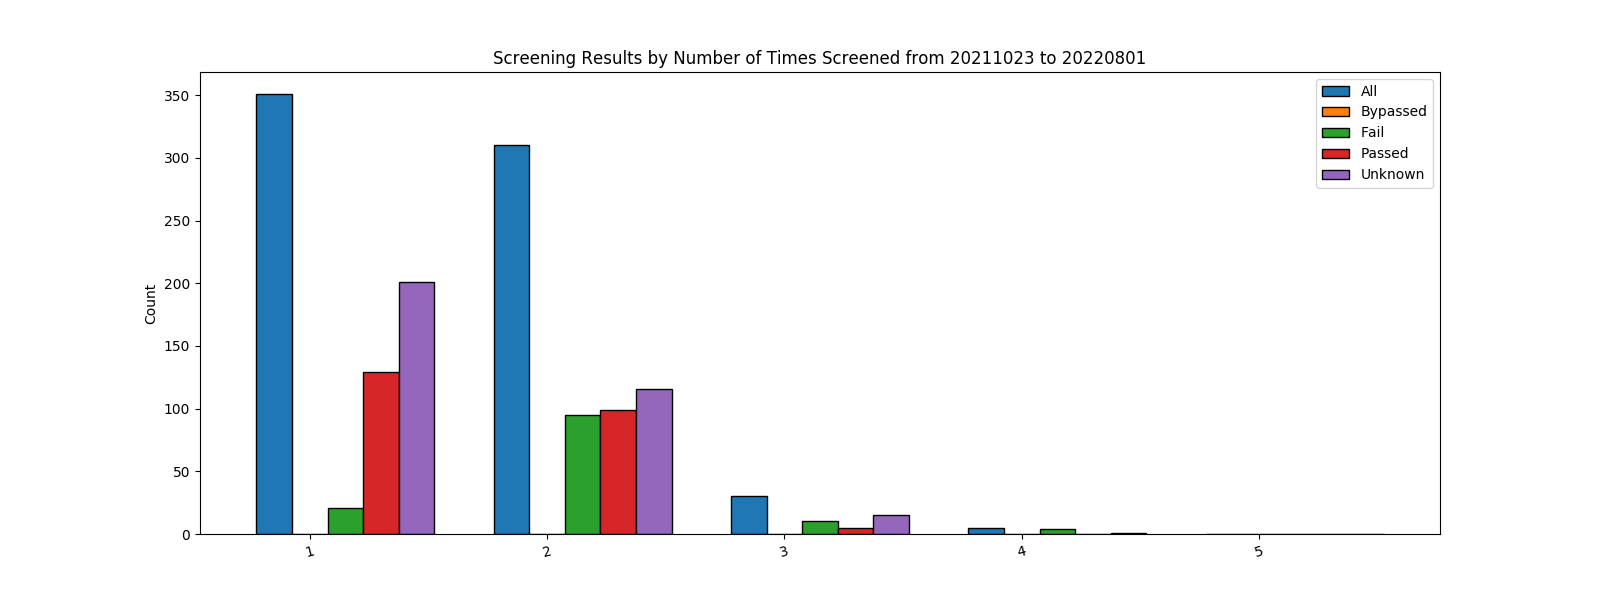 Screening Results by Number of Times Screened from 20211023 to 20220801
All
Bypassed
Fail
Passed
Unknown
Count
350
300
250
200
150
100
50
0
1 2 3 4 5